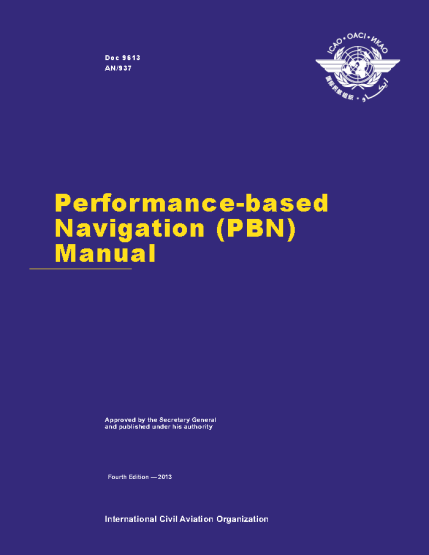 Doc 9613
AN/937
ICAO • OACI • ИКАО
Performance-based
Navigation (PBN)
Manual
Approved by the Secretary General
and published under his authority
Fourth Edition — 2013
International Civil Aviation Organization